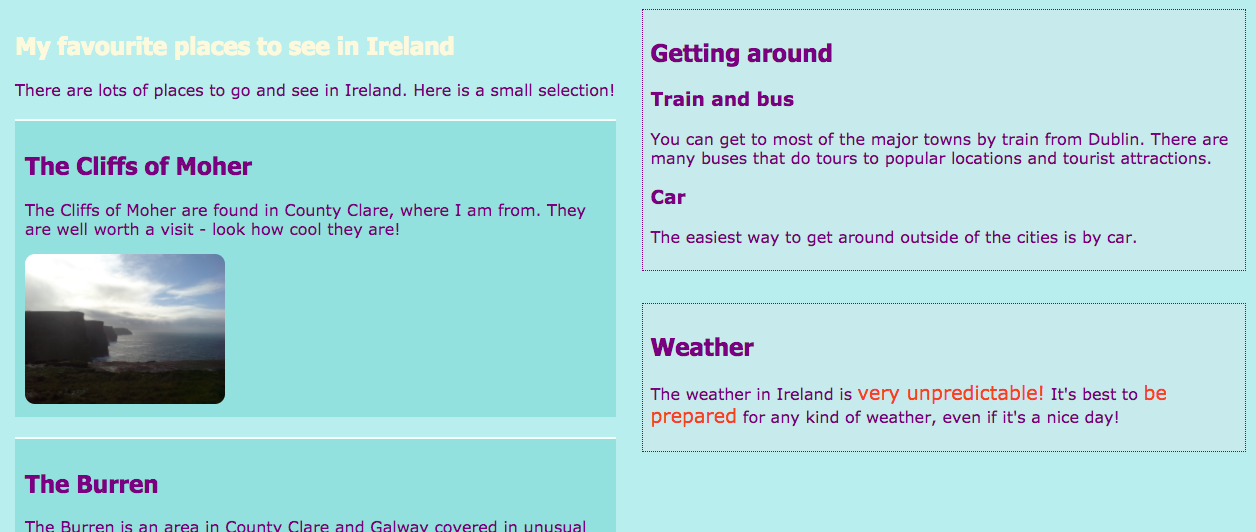 My favourite places to see in Ireland
There are lots of places to go and see in Ireland. Here is a small selection!
The Cliffs of Moher
The Cliffs of Moher are found in County Clare, where I am from. They
are well worth a visit - look how cool they are!
The Burren
The Burren is an area in County Clare and Galway covered in unusual
Getting around
Train and bus
You can get to most of the major towns by train from Dublin. There are
many buses that do tours to popular locations and tourist attractions.
Car
The easiest way to get around outside of the cities is by car.
Weather
The weather in Ireland is very unpredictable! It's best to be
prepared for any kind of weather, even if it's a nice day!